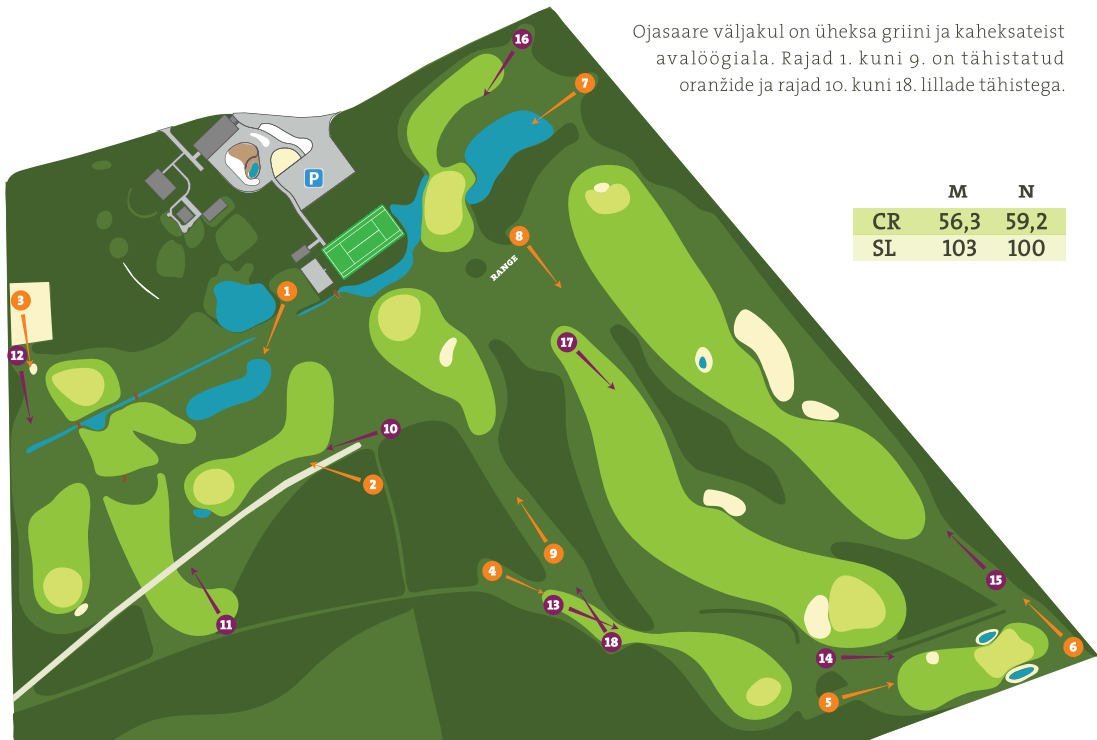 Ojasaare väljakul on üheksa griini ja kaheksateist
avalöögiala. Rajad 1. kuni 9. on tähistatud
oranžide ja rajad 10. kuni 18. lillade tähistega.
M N
CR 56,3 59,2
SL 103 100
16
7
P
8
RANGE
1
3
17
12
10
2
9
4
15
13
11
18
6
14
5